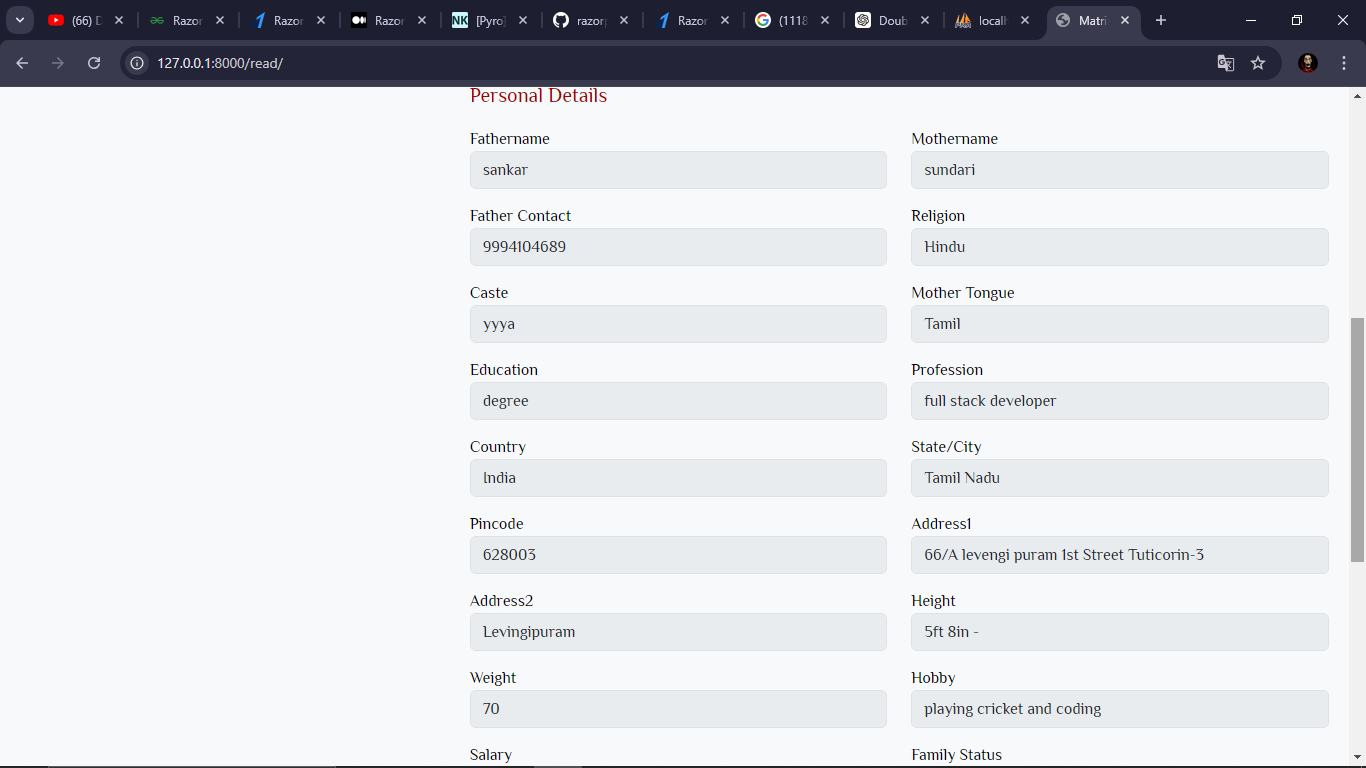 (66) D
Razor
Razor
Razor
NK [Pyro]
razorp
Razor
(1118
Doub
localh
Matri
127.0.0.1:8000/read/
Personal Details
Fathername Mothername
sankar sundari
Father Contact Religion
9994104689 Hindu
Caste Mother Tongue
yyya Tamil
Education Profession
degree full stack developer
Country State/City
India Tamil Nadu
Pincode Address1
628003 66/A levengi puram 1st Street Tuticorin-3
Address2 Height
Levingipuram 5ft 8in -
Weight Hobby
70 playing cricket and coding
Salary Family Status